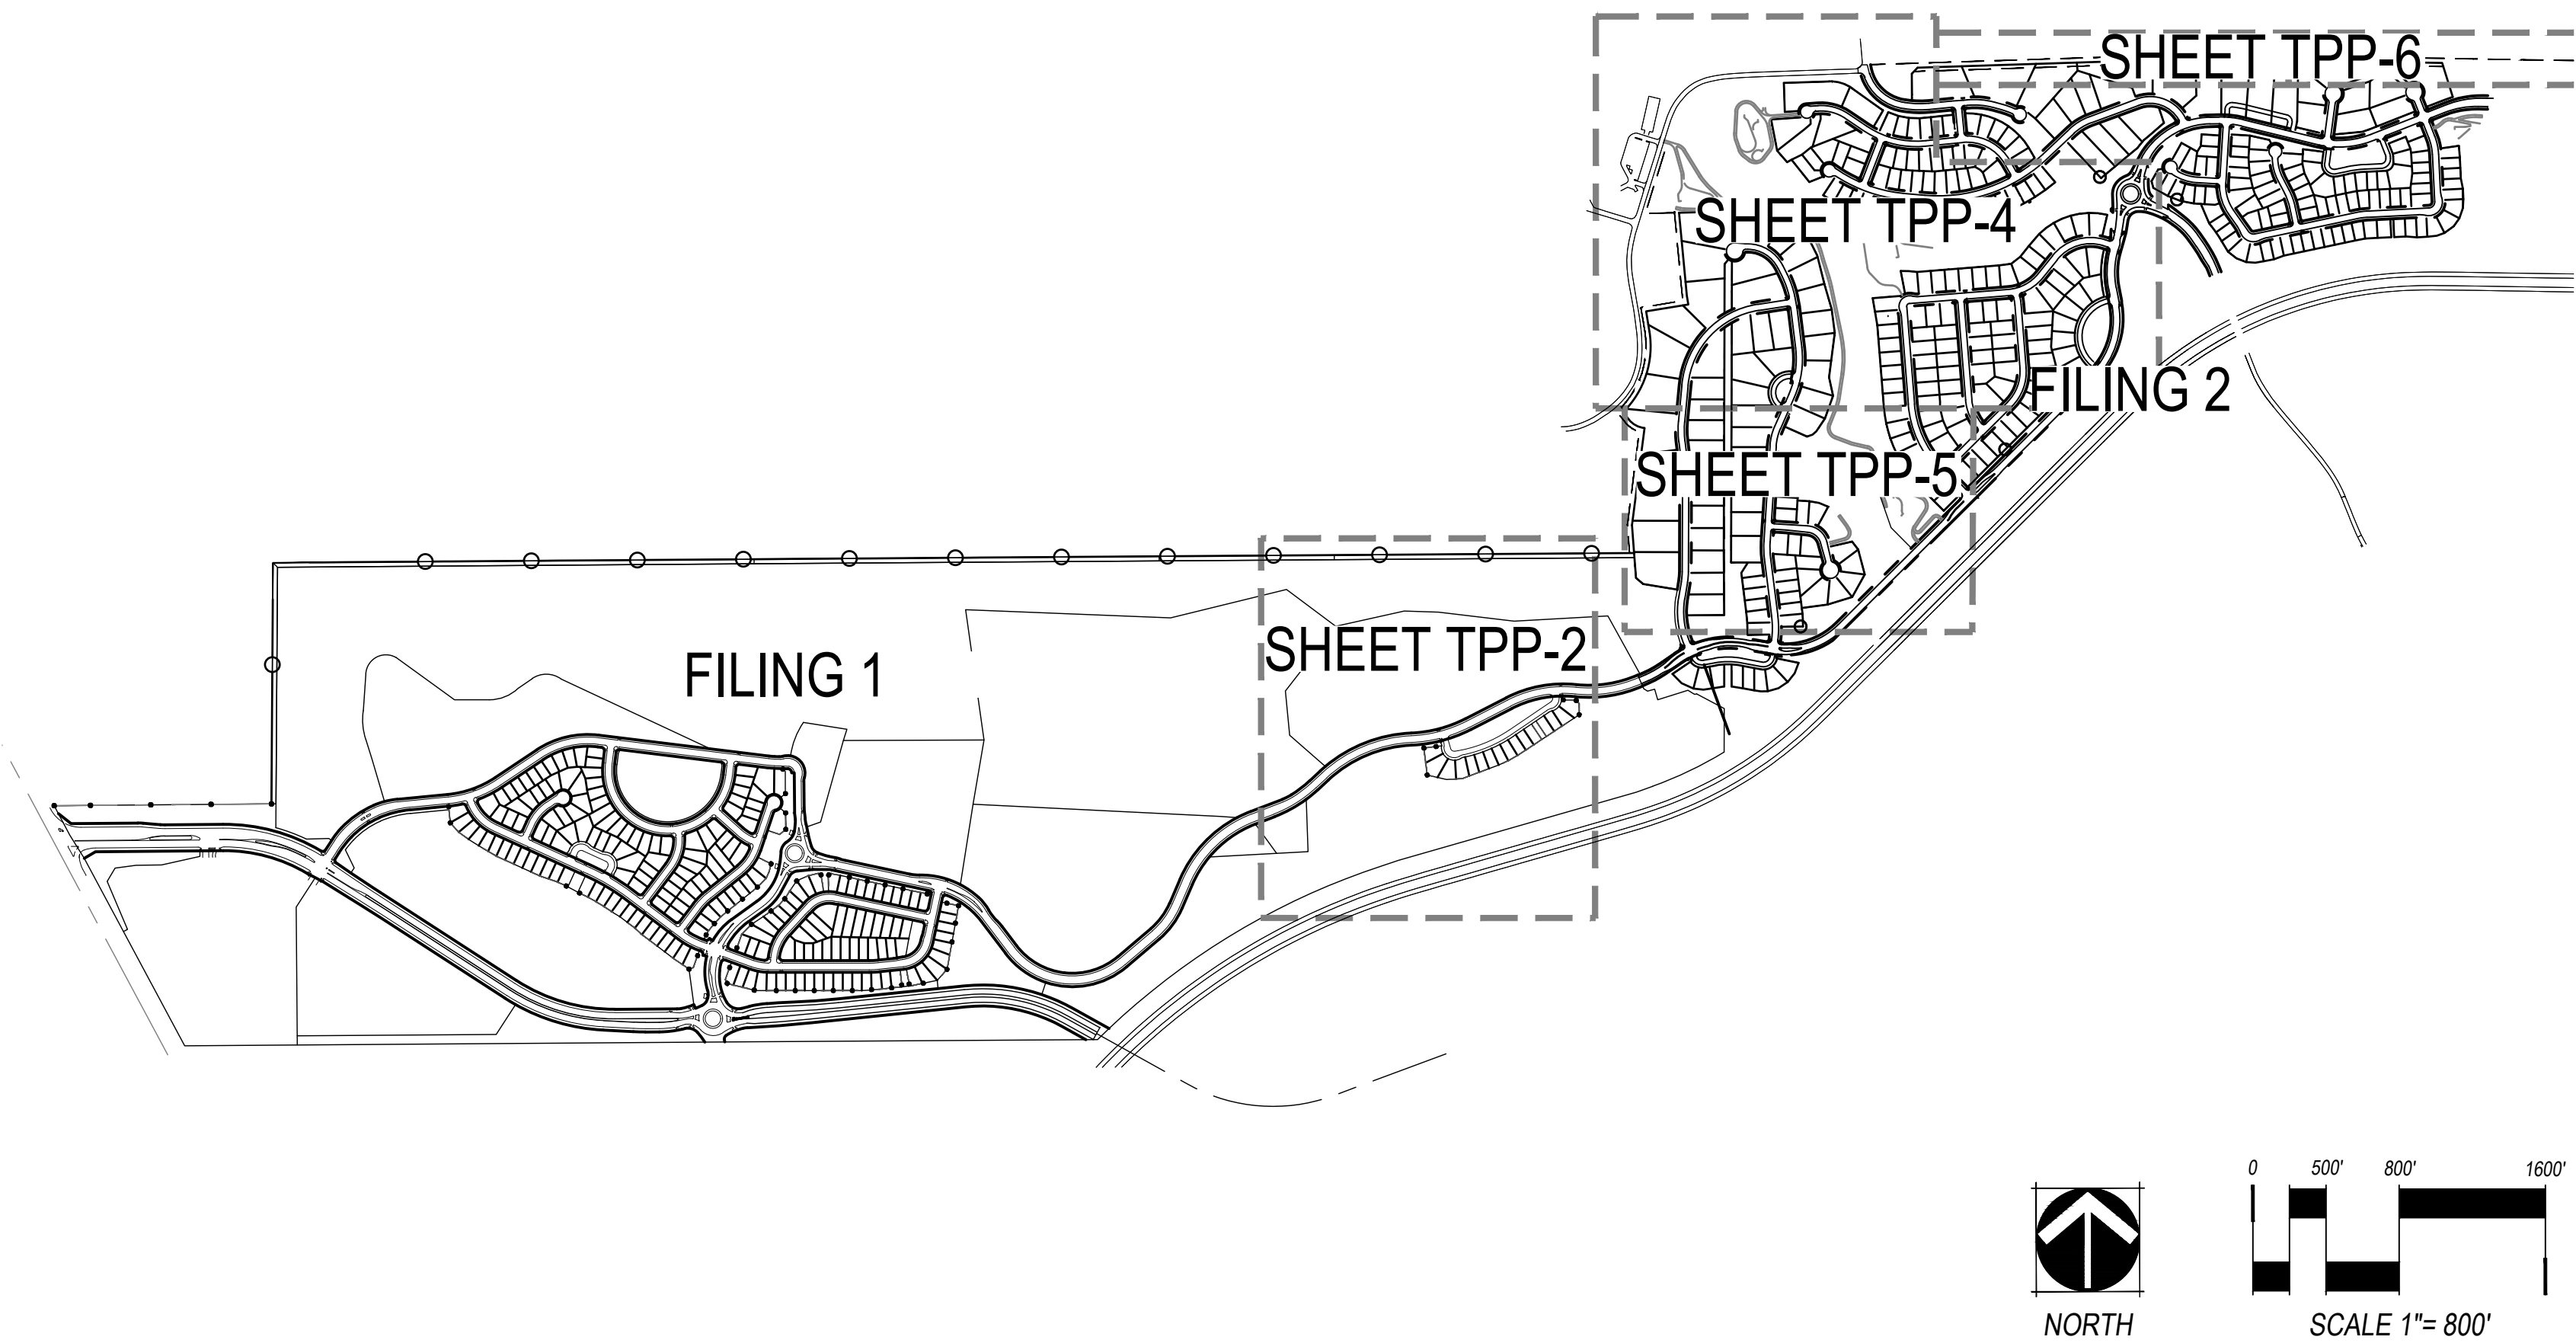 SHEET TPP-6
SHEET TPP-4
FILING 2
SHEET TPP-5
SHEET TPP-2
FILING 1
0 500' 800' 1600'
NORTH
SCALE 1"= 800'